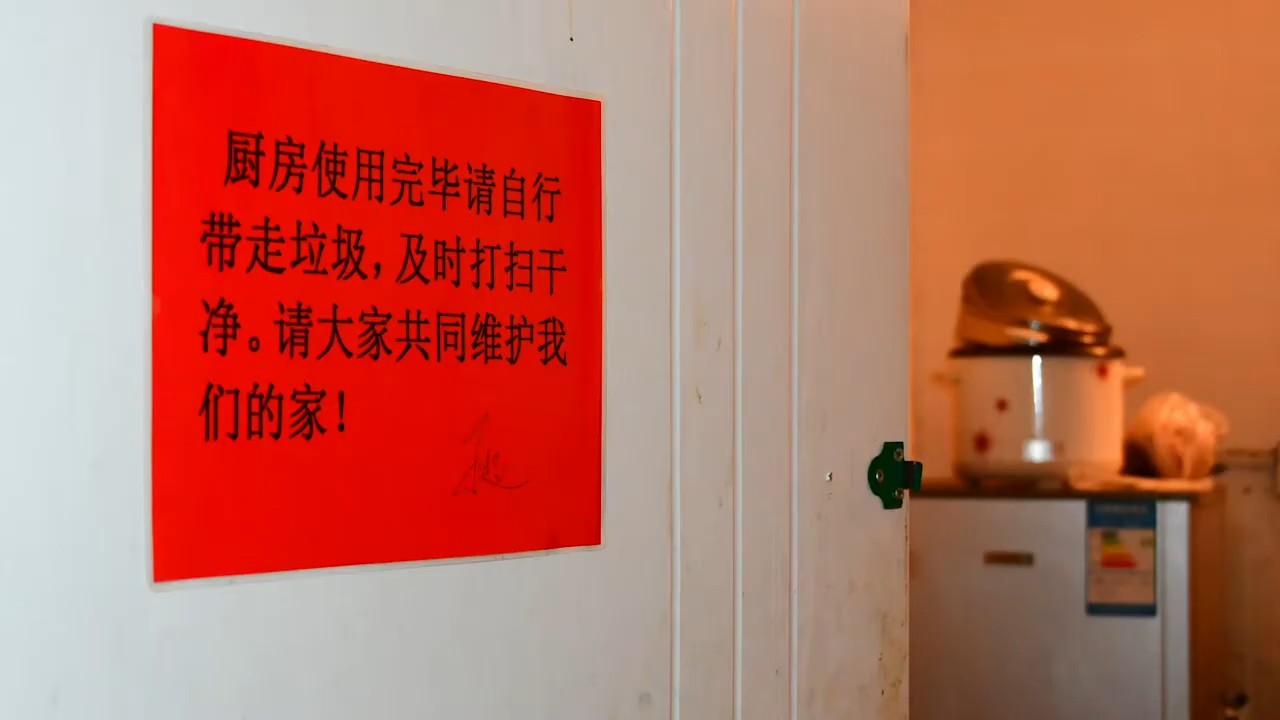 厨房使用完毕请自行
带走垃圾,及时打扫干
净。请大家共同维护我
们的家!